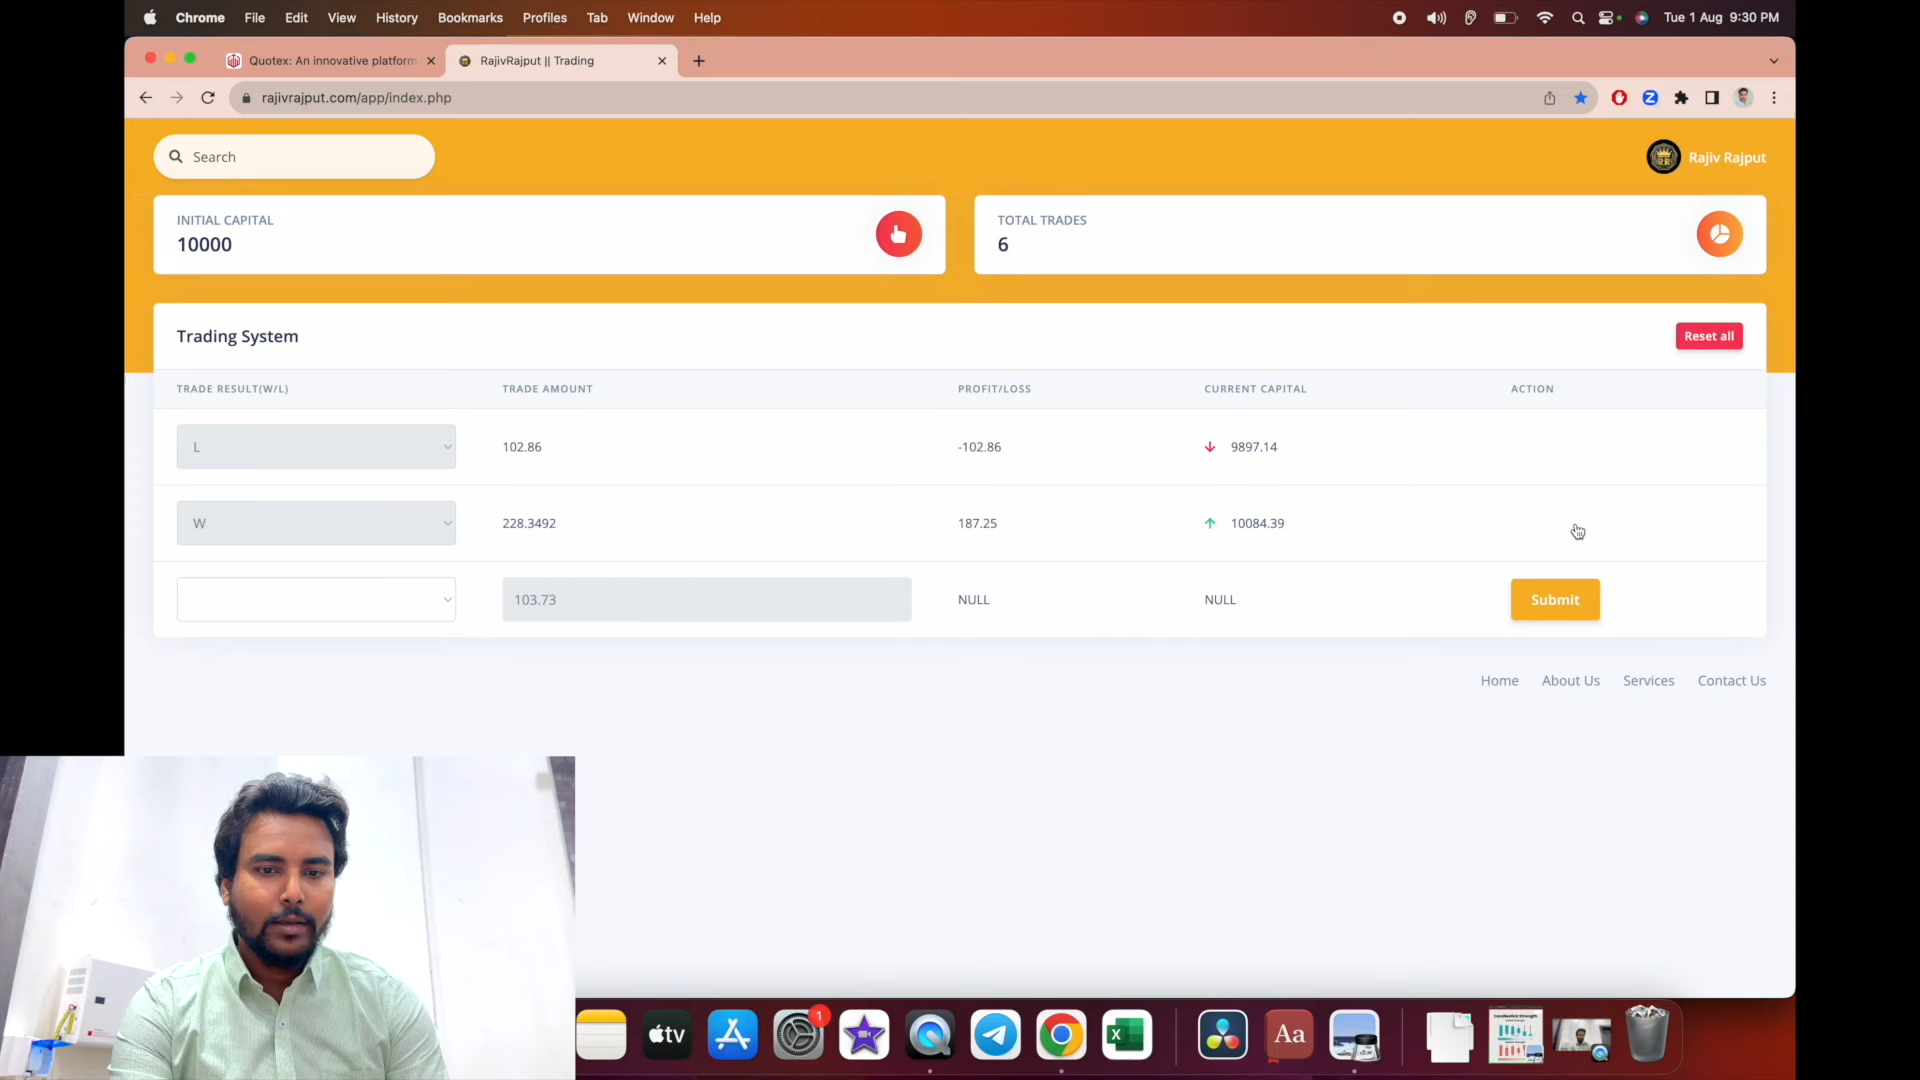 Chrome File Edit View History Bookmarks Profiles Tab Window Help Tue 1 Aug 9:30 PM
Quotex: An innovative platform RajivRajput || Trading
rajivrajput.com/app/index.php
Search
Rajiv Rajput
INITIAL CAPITAL
10000
TOTAL TRADES
6
Trading System
Reset all
TRADE RESULT(W/L) TRADE AMOUNT PROFIT/LOSS CURRENT CAPITAL ACTION
L 102.86 -102.86 9897.14
W 228.3492 187.25 10084.39
103.73 NULL NULL Submit
Home About Us Services Contact Us
tv 1 Aa